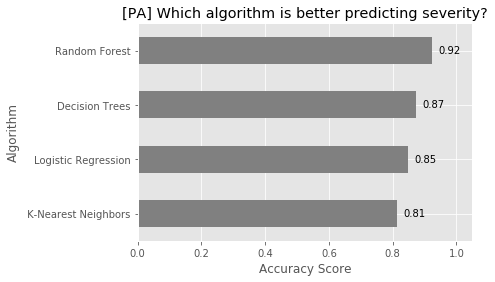 [PA] Which algorithm is better predicting severity?
Random Forest
0.92
Decision Trees
0.87
Algorithm
Logistic Regression
0.85
K-Nearest Neighbors
0.81
0.0 0.2 0.4 0.6 0.8 1.0
Accuracy Score